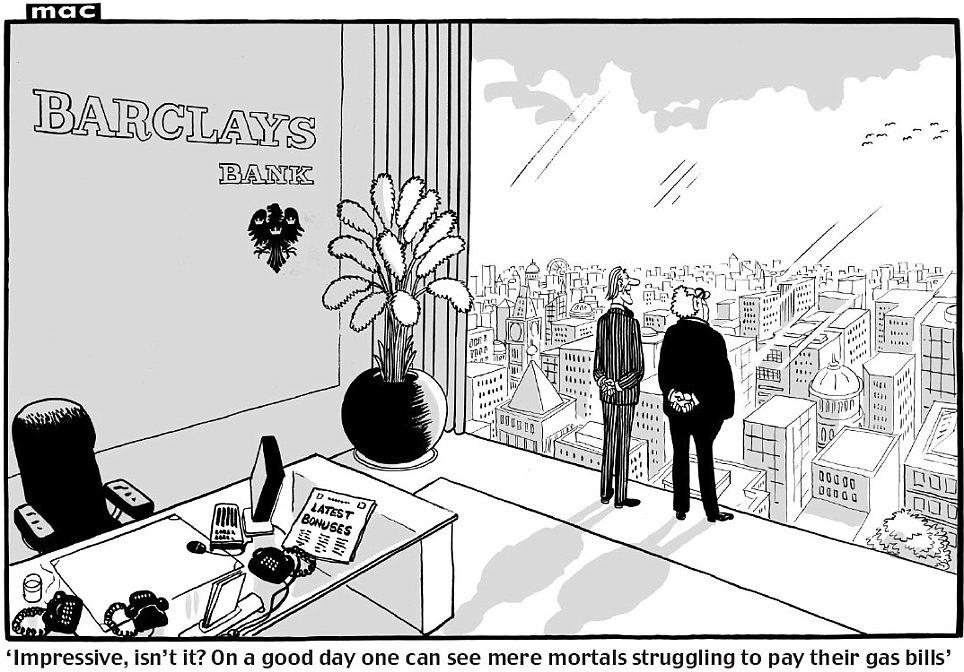 mac
BARCLAYS
BANK
LATEST
BONUSES
‘Impressive, isn’t it? On a good day one can see mere mortals struggling to pay their gas bills’